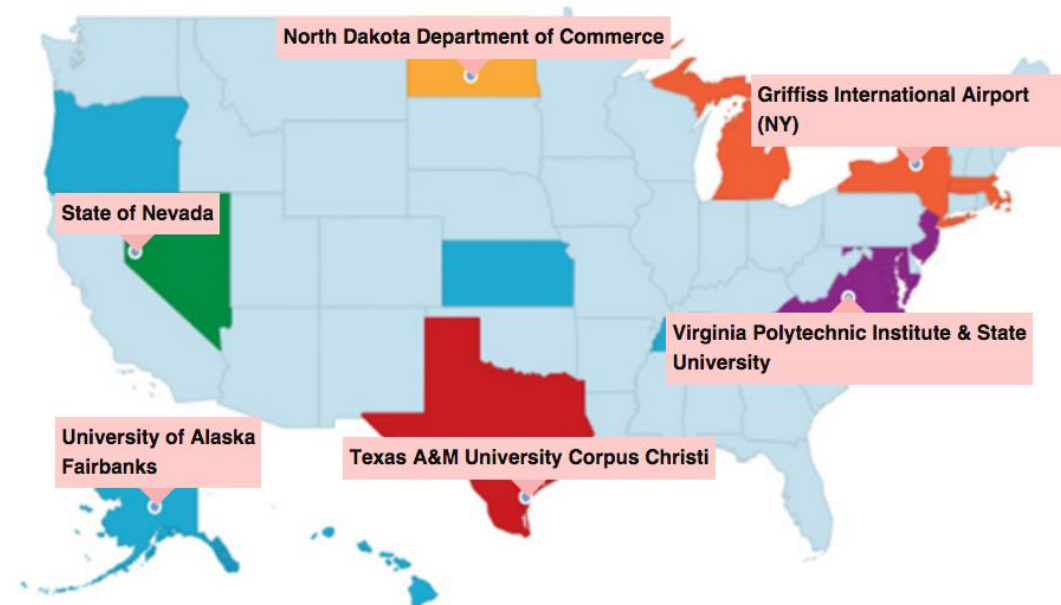 North Dakota Department of Commerce
Griffiss International Airport
(NY)
State of Nevada
Virginia Polytechnic Institute & State
University
University of Alaska
Fairbanks
Texas A&M University Corpus Christi